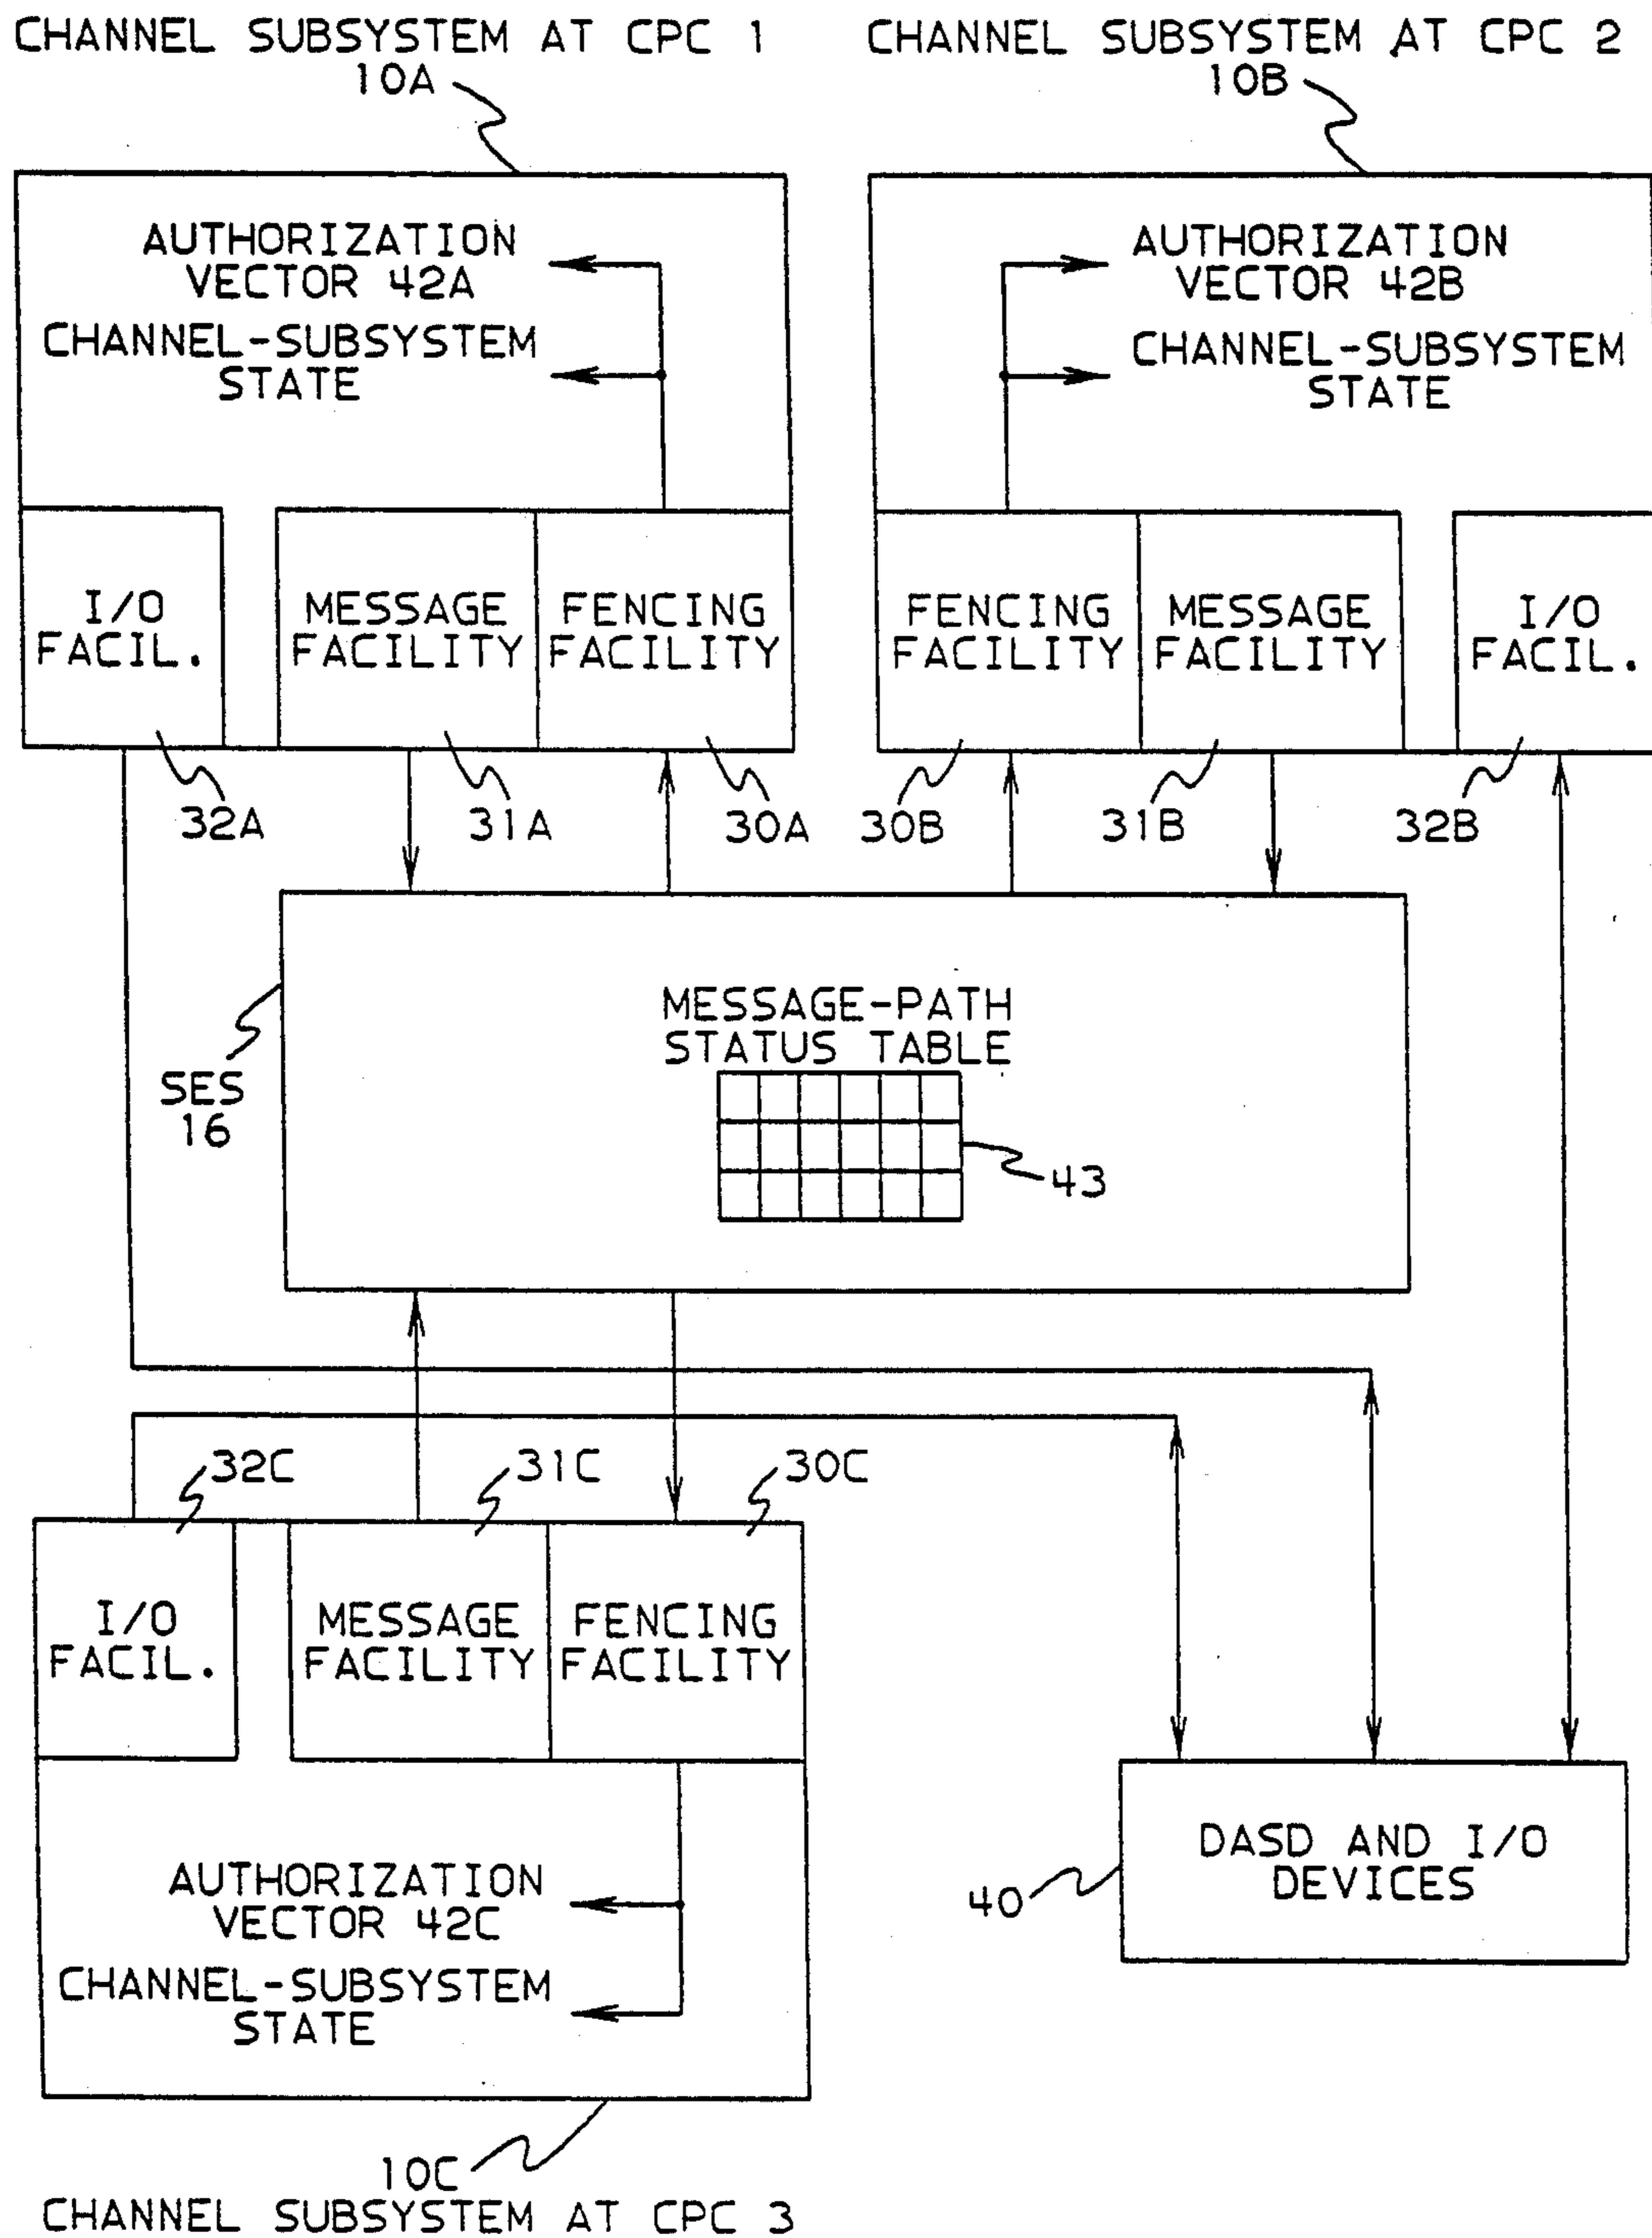 CHANNEL SUBSYSTEM AT CPC 1
10A
CHANNEL SUBSYSTEM AT CPC 2
10B
AUTHORIZATION
VECTOR 42A
CHANNEL-SUBSYSTEM
STATE
AUTHORIZATION
VECTOR 42B
CHANNEL-SUBSYSTEM
STATE
I/O
FACIL.
MESSAGE
FACILITY
FENCING
FACILITY
FENCING
FACILITY
MESSAGE
FACILITY
I/O
FACIL.
32A
31A
30A
30B
31B
32B
MESSAGE-PATH
STATUS TABLE
SES
16
43
32C
31C
30C
I/O
FACIL.
MESSAGE
FACILITY
FENCING
FACILITY
AUTHORIZATION
VECTOR 42C
CHANNEL-SUBSYSTEM
STATE
DASD AND I/O
DEVICES
40
10C
CHANNEL SUBSYSTEM AT CPC 3